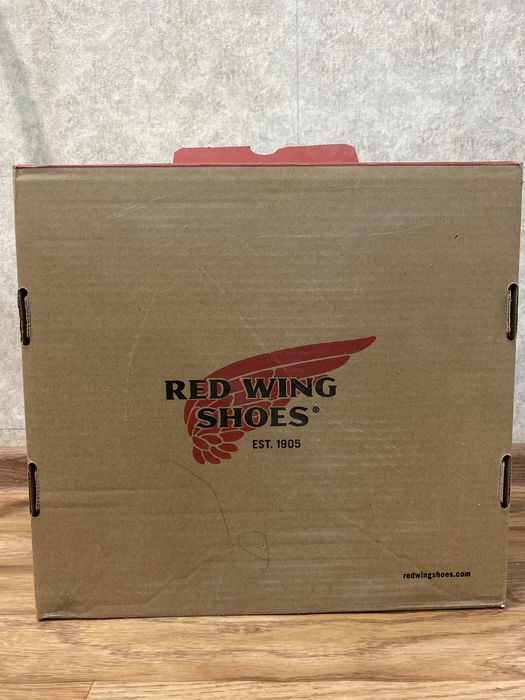 RED WING
SHOES®
EST. 1905
redwingshoes.com